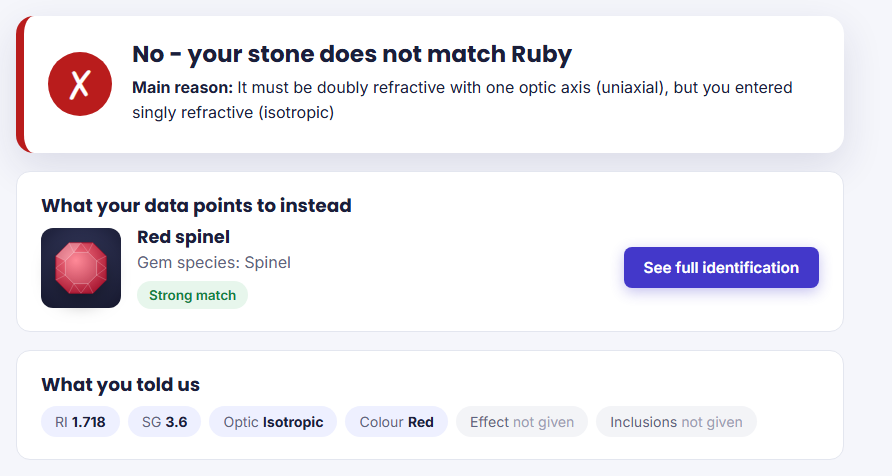 No - your stone does not match Ruby
Main reason: It must be doubly refractive with one optic axis (uniaxial), but you entered
singly refractive (isotropic)
What your data points to instead
Red spinel
Gem species: Spinel
Strong match
See full identification
What you told us
RI 1.718 SG 3.6 Optic Isotropic Colour Red Effect not given Inclusions not given